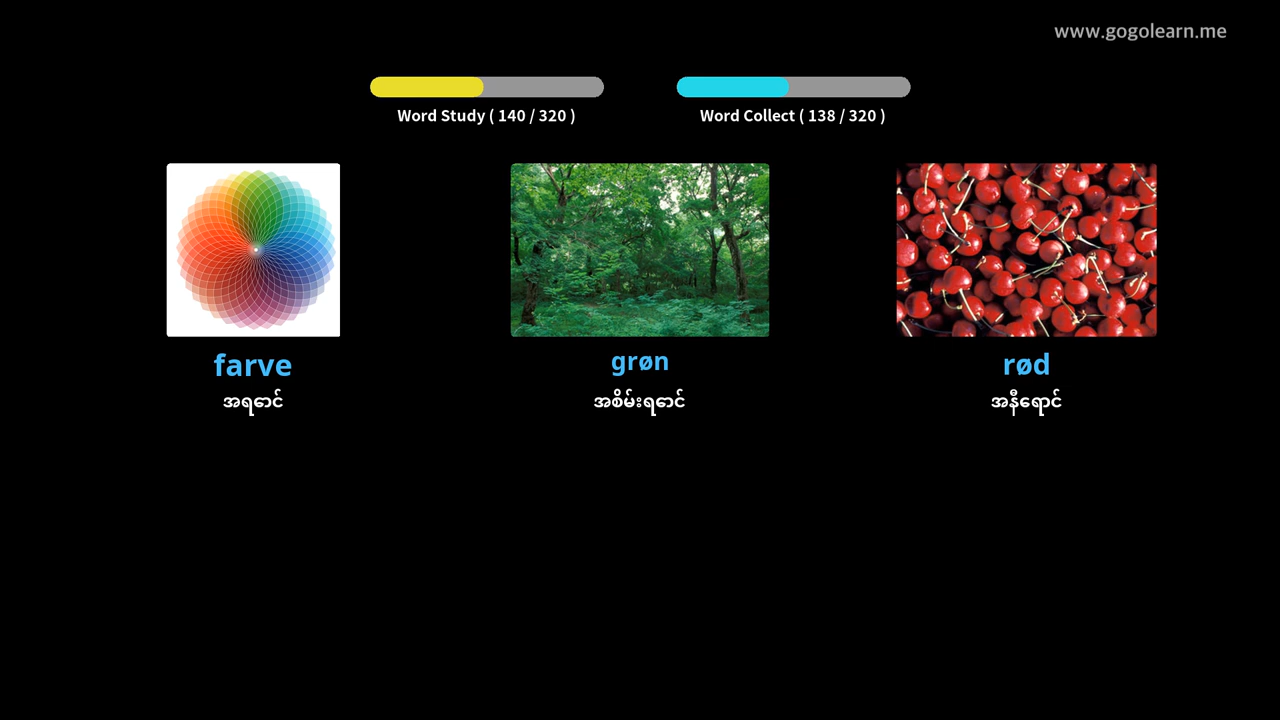 www.gogolearn.me
Word Study ( 140 / 320 )
Word Collect ( 138 / 320 )
farve
အရောင်
grøn
အစိမ်းရောင်
rød
အနီရောင်